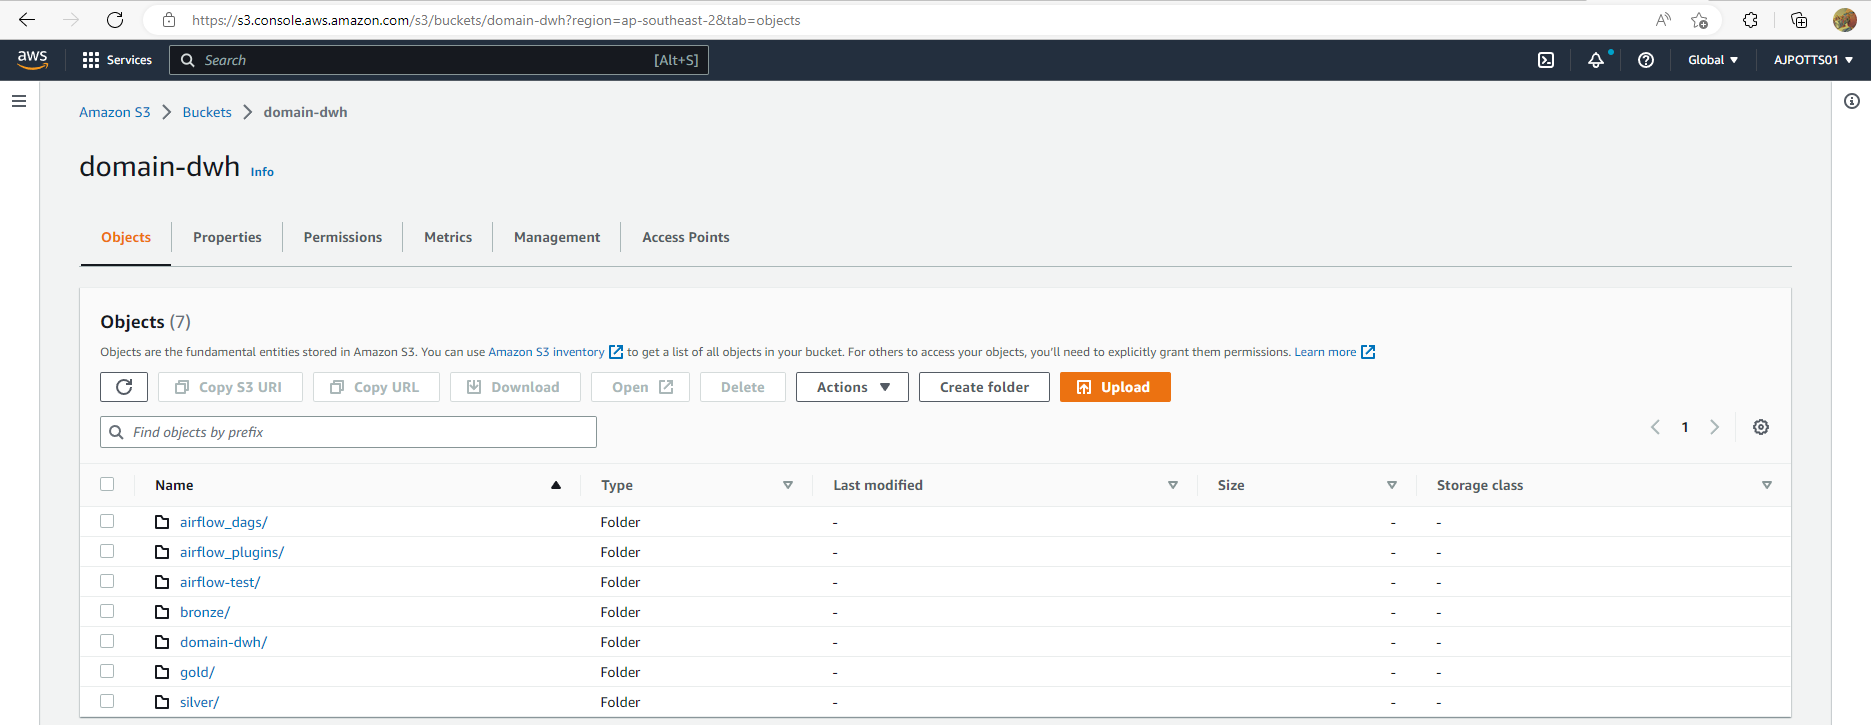 https://s3.console.aws.amazon.com/s3/buckets/domain-dwh?region=ap-southeast-2&tab=objects
aws Services Search [Alt+S] Global AJPOTTS01
Amazon S3 Buckets domain-dwh
domain-dwh Info
Objects Properties Permissions Metrics Management Access Points
Objects (7)
Objects are the fundamental entities stored in Amazon S3. You can use Amazon S3 inventory to get a list of all objects in your bucket. For others to access your objects, you'll need to explicitly grant them permissions. Learn more
Copy S3 URI Copy URL Download Open Delete Actions Create folder Upload
Find objects by prefix 1
Name Type Last modified Size Storage class
airflow_dags/ Folder - - -
airflow_plugins/ Folder - - -
airflow-test/ Folder - - -
bronze/ Folder - - -
domain-dwh/ Folder - - -
gold/ Folder - - -
silver/ Folder - - -